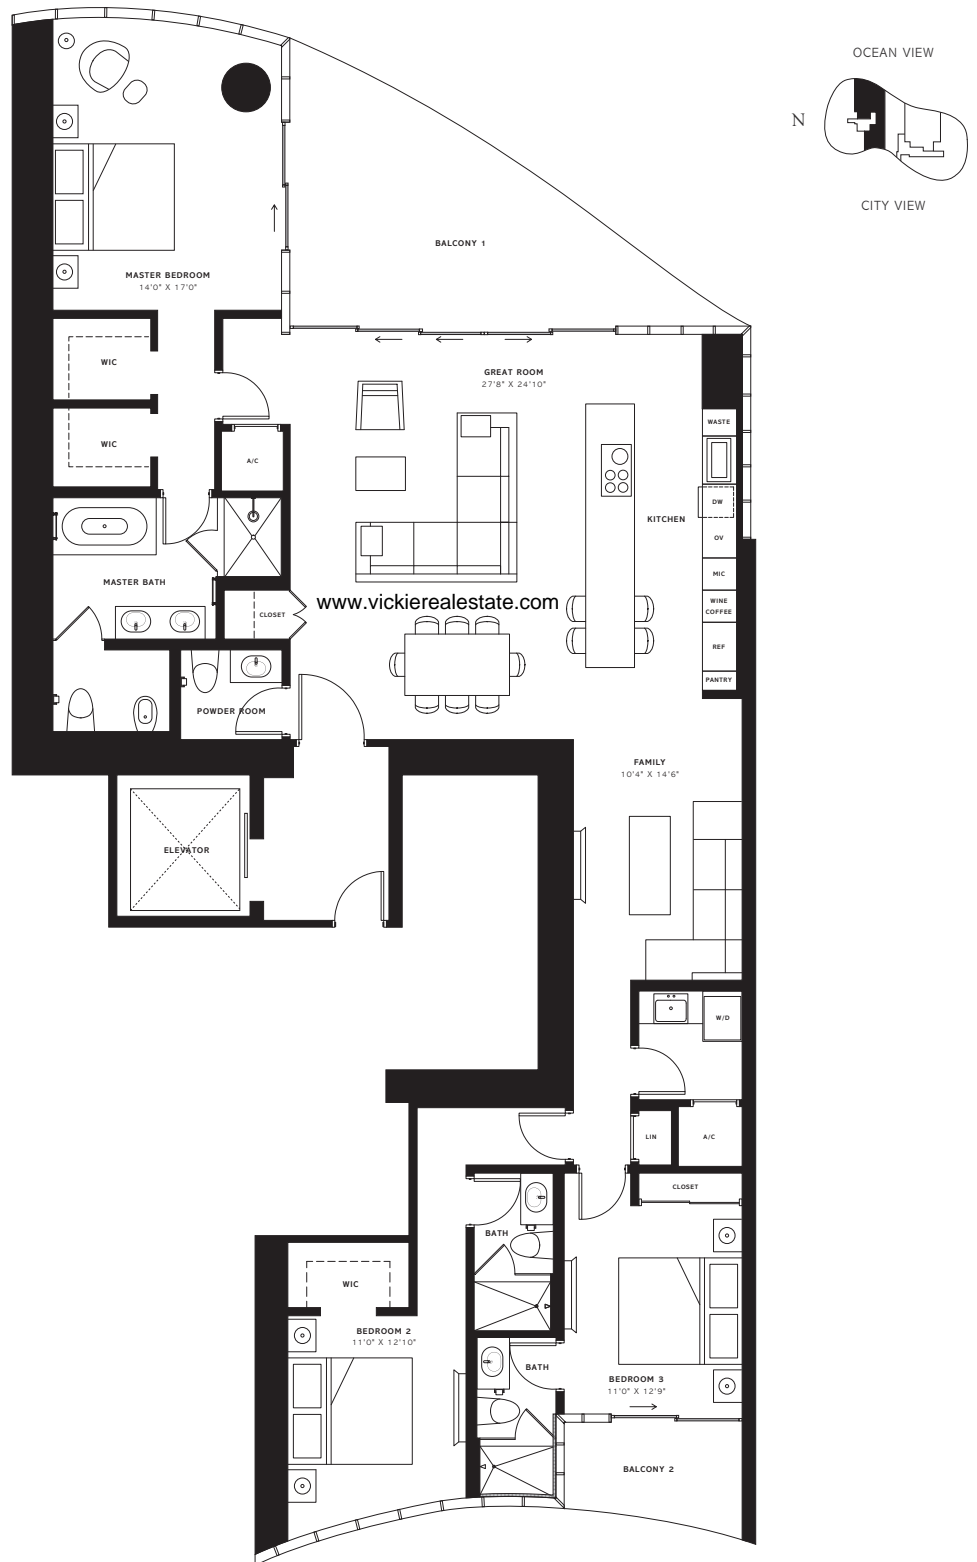 OCEAN VIEW
N
CITY VIEW
BALCONY 1
MASTER BEDROOM
14'0" X 17'0"
WIC
GREAT ROOM
27'8" X 24'10"
WASTE
WIC
A/C
DW
KITCHEN
OV
MIC
MASTER BATH
WINE
COFFEE
www.vickierealestate.com
CLOSET
REF
PANTRY
POWDER ROOM
FAMILY
10'4" X 14'6"
ELEVATOR
W/D
LIN
A/C
CLOSET
BATH
WIC
BEDROOM 2
11'0" X 12'10"
BATH
BEDROOM 3
11'0" X 12'9"
BALCONY 2